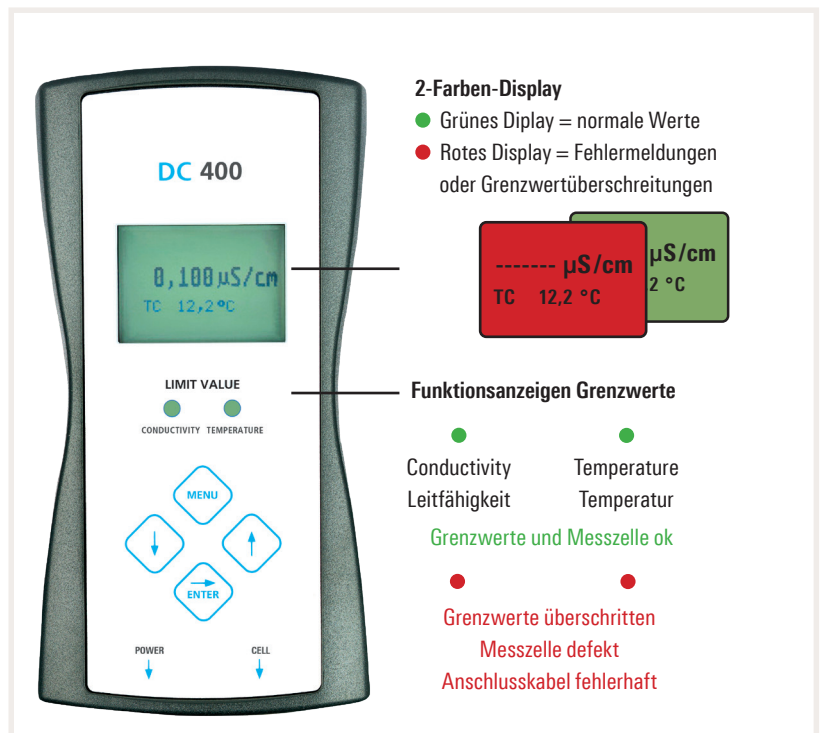 DC 400
0,100 µS/cm
TC 12,2 °C
LIMIT VALUE
CONDUCTIVITY TEMPERATURE
MENU
ENTER
POWER CELL
2-Farben-Display
Grünes Diplay = normale Werte
Rotes Display = Fehlermeldungen
oder Grenzwertüberschreitungen
------- µS/cm
TC 12,2 °C
µS/cm
2 °C
Funktionsanzeigen Grenzwerte
Conductivity Temperature
Leitfähigkeit Temperatur
Grenzwerte und Messzelle ok
Grenzwerte überschritten
Messzelle defekt
Anschlusskabel fehlerhaft